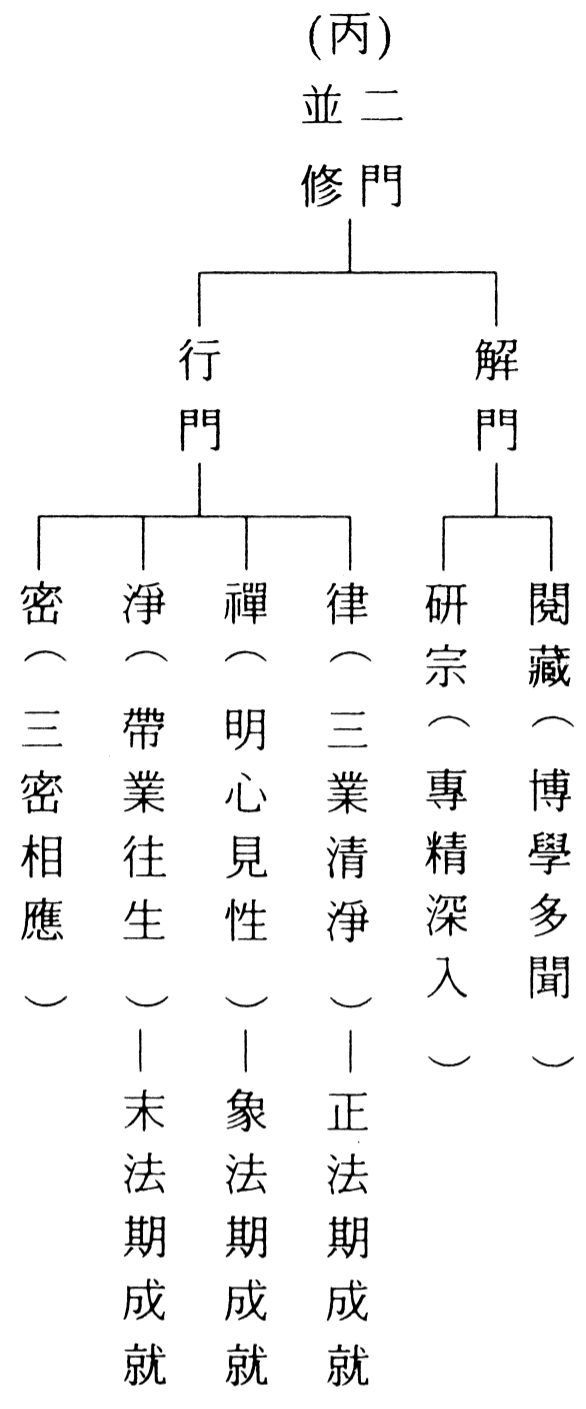 (丙)
二門
並修
解門
閱藏（博學多聞）
研宗（專精深入）
行門
律（三業清淨）—正法期成就
禪（明心見性）—象法期成就
淨（帶業往生）—末法期成就
密（三密相應）